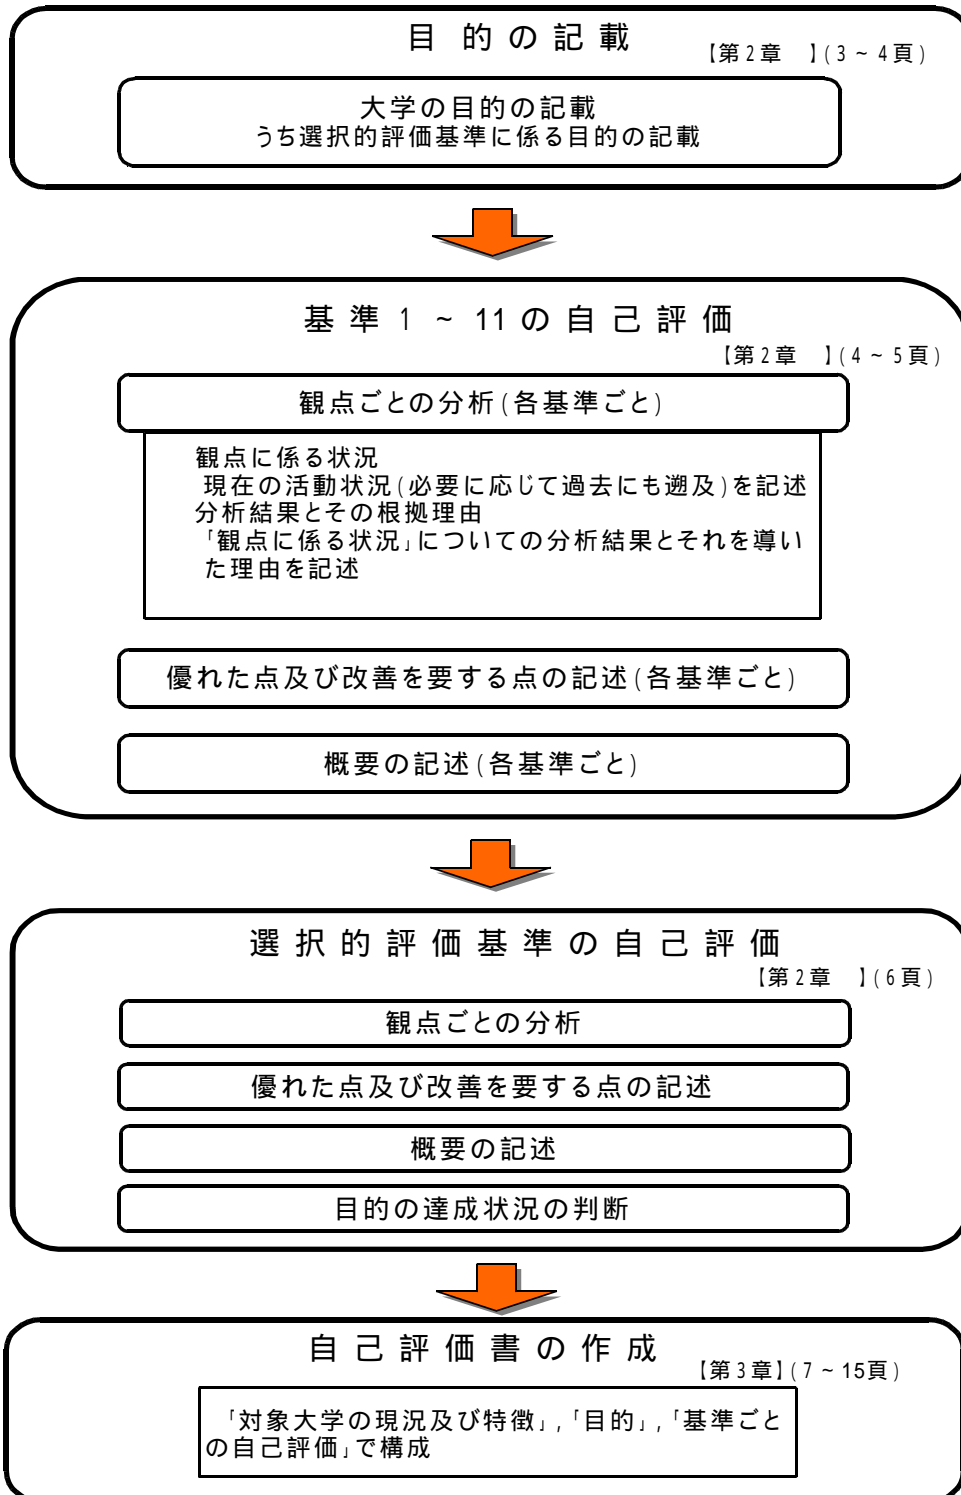 目的の記載
【第2章　】(3~4頁)
大学の目的の記載
うち選択的評価基準に係る目的の記載
基準1~11の自己評価
【第2章　】(4~5頁)
観点ごとの分析(各基準ごと)
観点に係る状況
現在の活動状況(必要に応じて過去にも遡及)を記述
分析結果とその根拠理由
「観点に係る状況」についての分析結果とそれを導い
た理由を記述
優れた点及び改善を要する点の記述(各基準ごと)
概要の記述(各基準ごと)
選択的評価基準の自己評価
【第2章　】(6頁)
観点ごとの分析
優れた点及び改善を要する点の記述
概要の記述
目的の達成状況の判断
自己評価書の作成
【第3章】(7~15頁)
「対象大学の現況及び特徴」,「目的」,「基準ごと
の自己評価」で構成